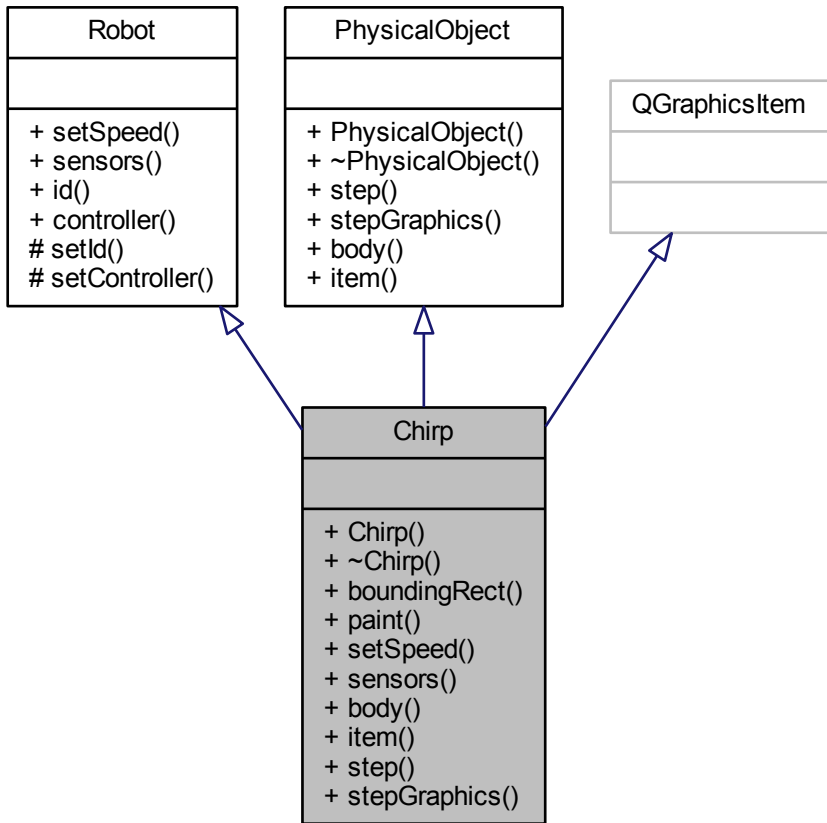 Robot
+ setSpeed()
+ sensors()
+ id()
+ controller()
# setId()
# setController()
PhysicalObject
+ PhysicalObject()
+ ~PhysicalObject()
+ step()
+ stepGraphics()
+ body()
+ item()
QGraphicsItem
Chirp
+ Chirp()
+ ~Chirp()
+ boundingRect()
+ paint()
+ setSpeed()
+ sensors()
+ body()
+ item()
+ step()
+ stepGraphics()